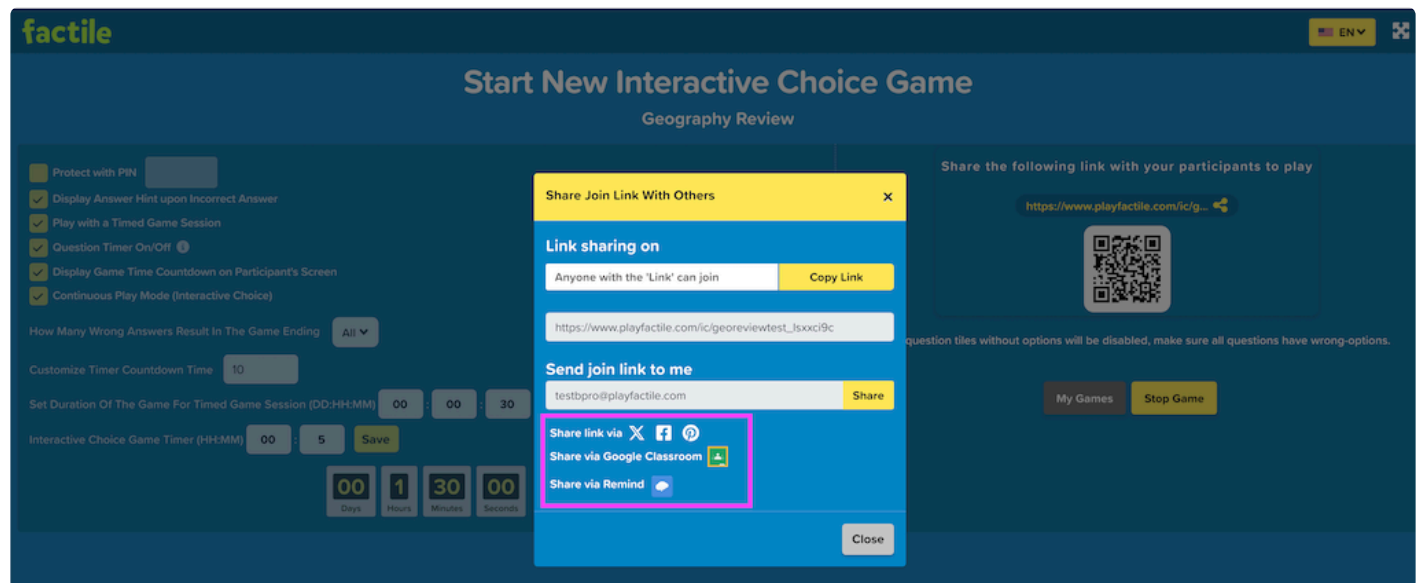 factile
EN
Start New Interactive Choice Game
Geography Review
Protect with PIN
Display Answer Hint upon Incorrect Answer
Play with a Timed Game Session
Question Timer On/Off
Display Game Time Countdown on Participant's Screen
Continuous Play Mode (Interactive Choice)
How Many Wrong Answers Result In The Game Ending All
Customize Timer Countdown Time 10
Set Duration Of The Game For Timed Game Session (DD:HH:MM) 00 : 00 : 30
Interactive Choice Game Timer (HH:MM) 00 : 5 Save
00 1 30 00
Days Hours Minutes Seconds
Share Join Link With Others ×
Link sharing on
Anyone with the 'Link' can join Copy Link
https://www.playfactile.com/ic/georeviewtest_lsxxci9c
Send join link to me
testbpro@playfactile.com Share
Share link via
Share via Google Classroom
Share via Remind
Close
Share the following link with your participants to play
https://www.playfactile.com/ic/g...
question tiles without options will be disabled, make sure all questions have wrong-options.
My Games Stop Game